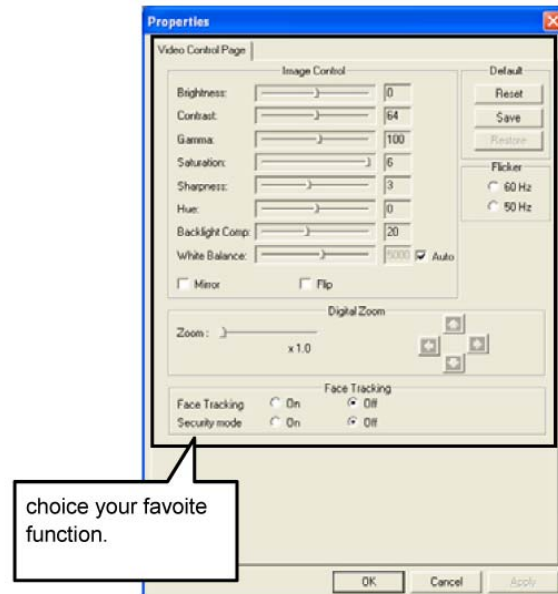 Properties
Video Control Page
Image Control
Brightness: 0
Contrast: 64
Gamma: 100
Saturation: 6
Sharpness: 3
Hue: 0
Backlight Comp: 20
White Balance: 5000 Auto
Mirror Flip
Default
Reset
Save
Restore
Flicker
60 Hz
50 Hz
Digital Zoom
Zoom :
x 1.0
Face Tracking
Face Tracking On Off
Security mode On Off
choice your favoite
function.
OK Cancel Apply